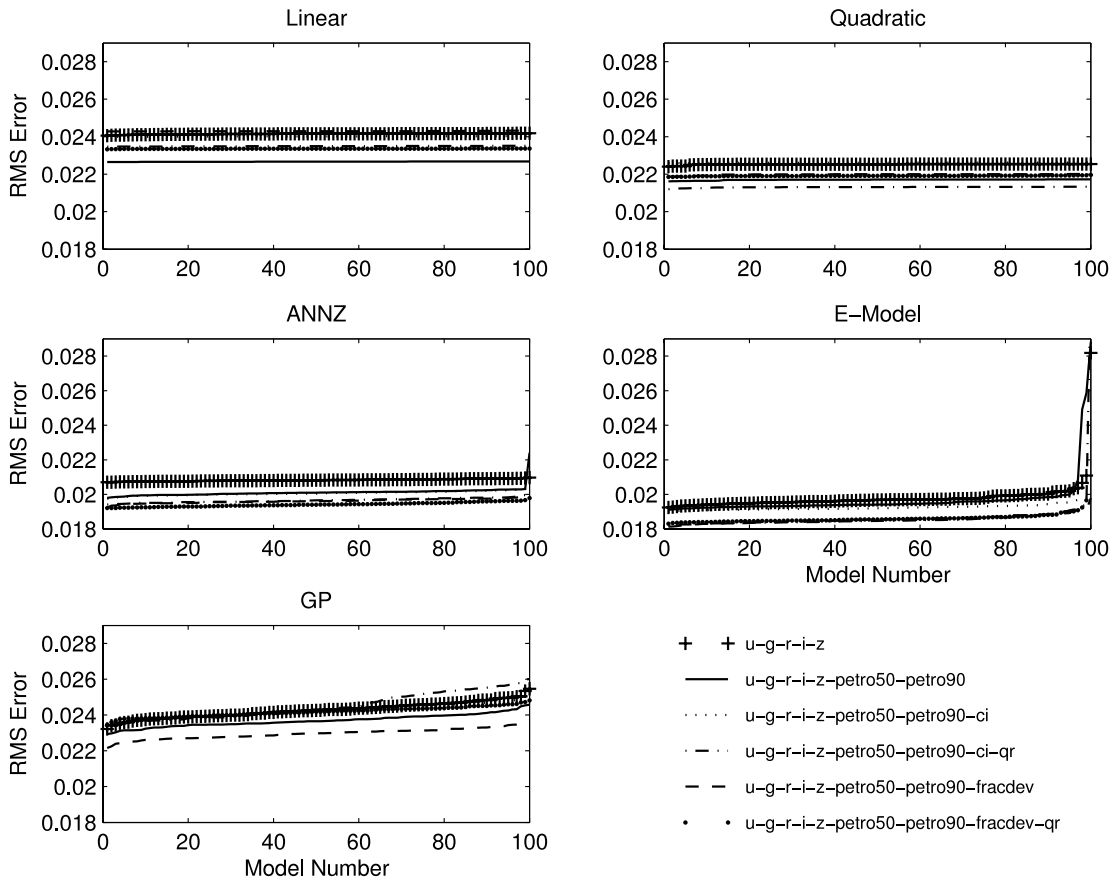 Linear
RMS Error
0.028
0.026
0.024
0.022
0.02
0.018
0 20 40 60 80 100
Quadratic
0.028
0.026
0.024
0.022
0.02
0.018
0 20 40 60 80 100
ANNZ
RMS Error
0.028
0.026
0.024
0.022
0.02
0.018
0 20 40 60 80 100
E-Model
0.028
0.026
0.024
0.022
0.02
0.018
0 20 40 60 80 100
Model Number
GP
RMS Error
0.028
0.026
0.024
0.022
0.02
0.018
0 20 40 60 80 100
Model Number
u-g-r-i-z
u-g-r-i-z-petro50-petro90
u-g-r-i-z-petro50-petro90-ci
u-g-r-i-z-petro50-petro90-ci-qr
u-g-r-i-z-petro50-petro90-fracdev
u-g-r-i-z-petro50-petro90-fracdev-qr